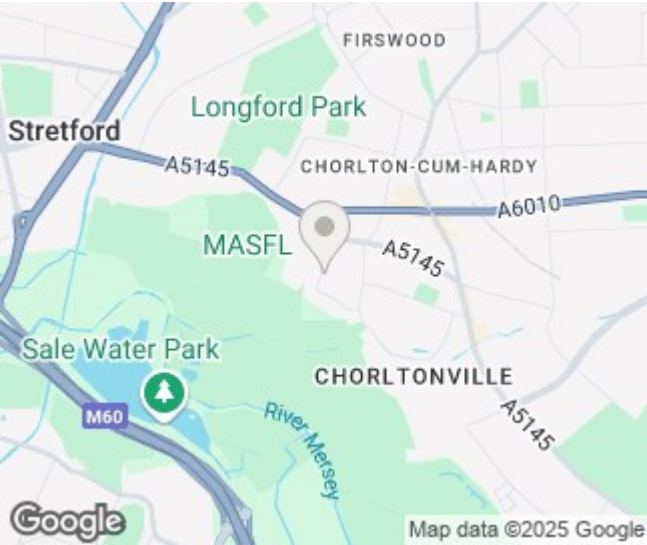 FIRSWOOD
Longford Park
Stretford
A5145
CHORLTON-CUM-HARDY
A6010
MASFL
A5145
Sale Water Park
CHORLTONVILLE
M60
River Mersey
A5145
Google
Map data ©2025 Google